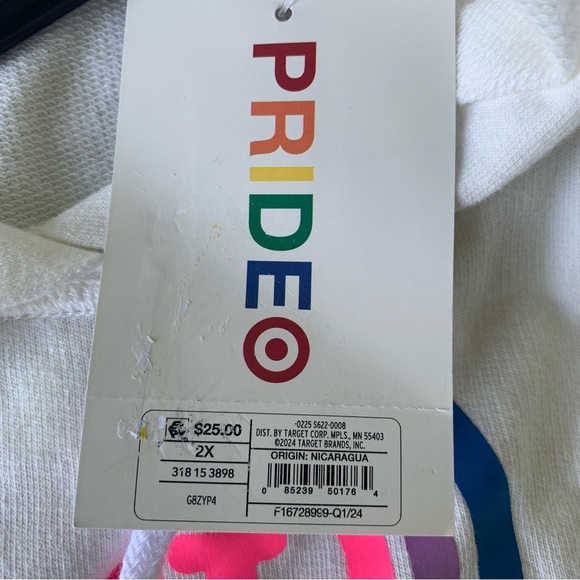 PRIDE
$25.00
2X
318 15 3898
G8ZYP4
-0225 S622-0008
DIST. BY TARGET CORP. MPLS., MN 55403
©2024 TARGET BRANDS, INC.
ORIGIN: NICARAGUA
0 85239 50176 4
F16728999-Q1/24